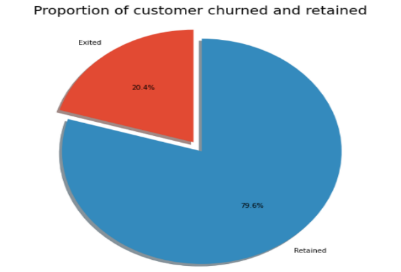 Proportion of customer churned and retained
Exited
20.4%
79.6%
Retained